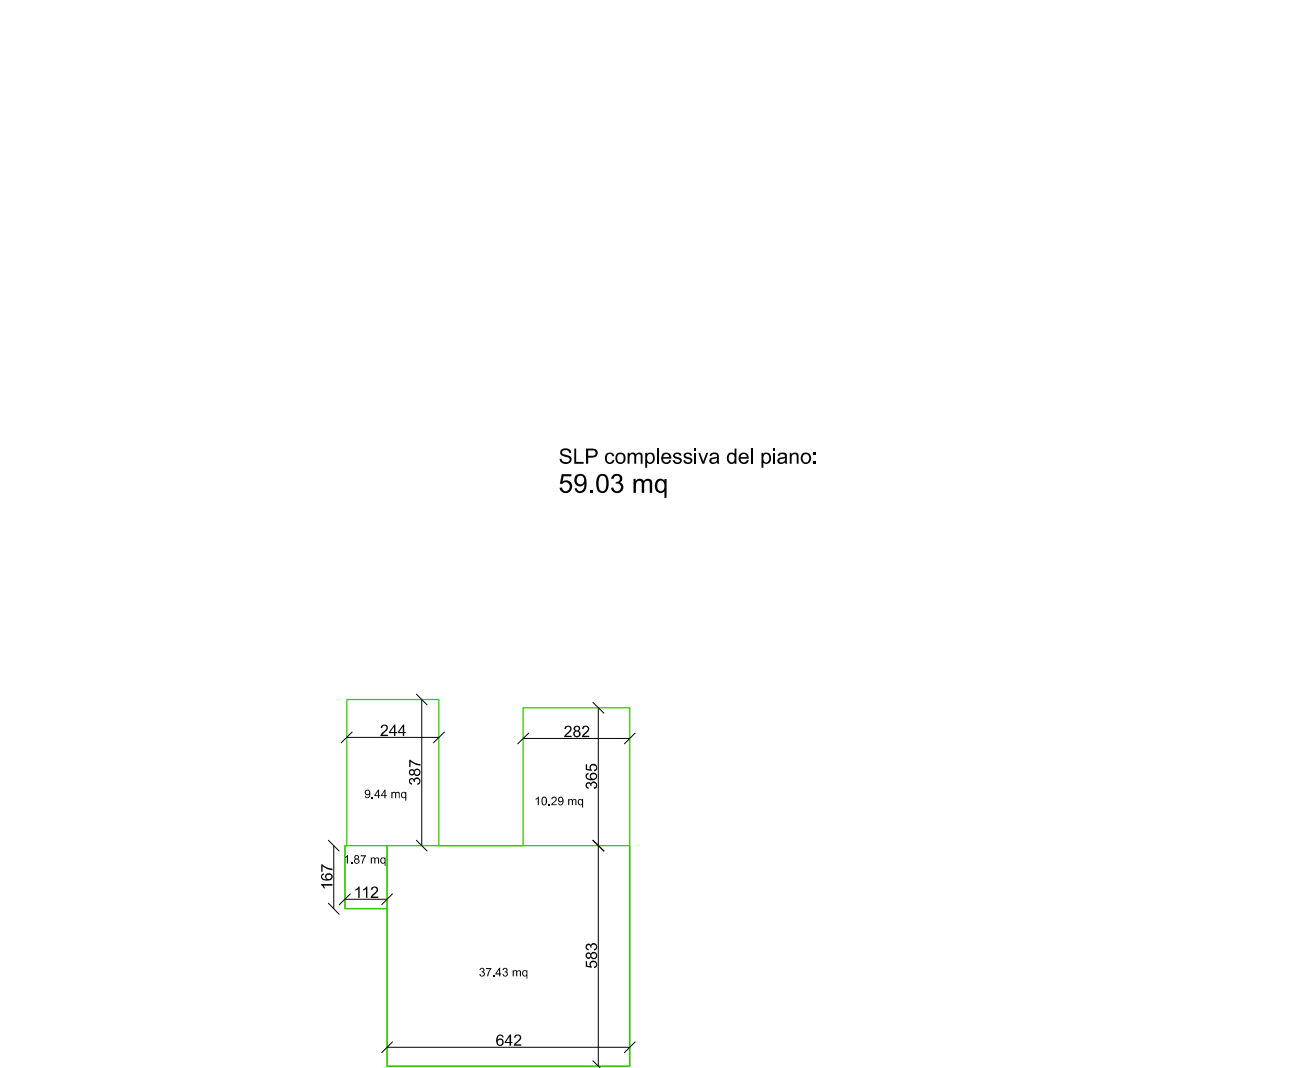 SLP complessiva del piano:
59.03 mq
244
387
9.44 mq
282
365
10.29 mq
167
1.87 mq
112
583
37.43 mq
642